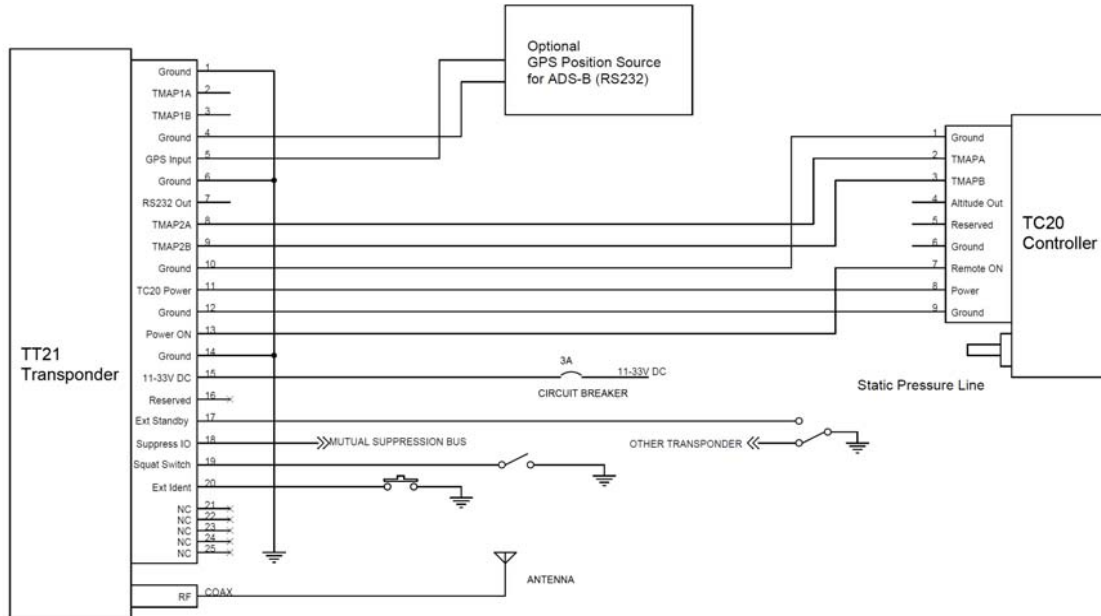 Optional
GPS Position Source
for ADS-B (RS232)
TT21
Transponder
Ground 1
TMAP1A 2
TMAP1B 3
Ground 4
GPS Input 5
Ground 6
RS232 Out 7
TMAP2A 8
TMAP2B 9
Ground 10
TC20 Power 11
Ground 12
Power ON 13
Ground 14
11-33V DC 15
Reserved 16
Ext Standby 17
Suppress IO 18
Squat Switch 19
Ext Ident 20
NC 21
NC 22
NC 23
NC 24
NC 25
RF COAX
1 Ground
2 TMAPA
3 TMAPB
4 Altitude Out
5 Reserved
6 Ground
7 Remote ON
8 Power
9 Ground
TC20
Controller
Static Pressure Line
3A
11-33V DC
CIRCUIT BREAKER
MUTUAL SUPPRESSION BUS
OTHER TRANSPONDER
ANTENNA